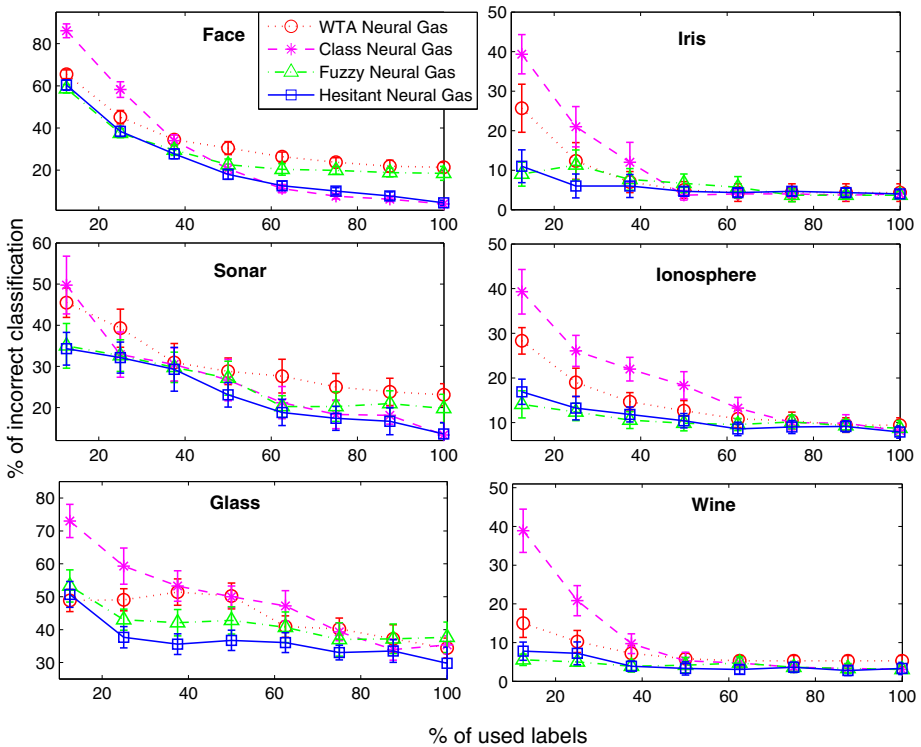 Face
WTA Neural Gas
Class Neural Gas
Fuzzy Neural Gas
Hesitant Neural Gas
80
60
40
20
20 40 60 80 100
Iris
50
40
30
20
10
0
20 40 60 80 100
% of incorrect classification
Sonar
60
50
40
30
20
20 40 60 80 100
Ionosphere
50
40
30
20
10
20 40 60 80 100
Glass
80
70
60
50
40
30
20 40 60 80 100
Wine
50
40
30
20
10
0
20 40 60 80 100
% of used labels